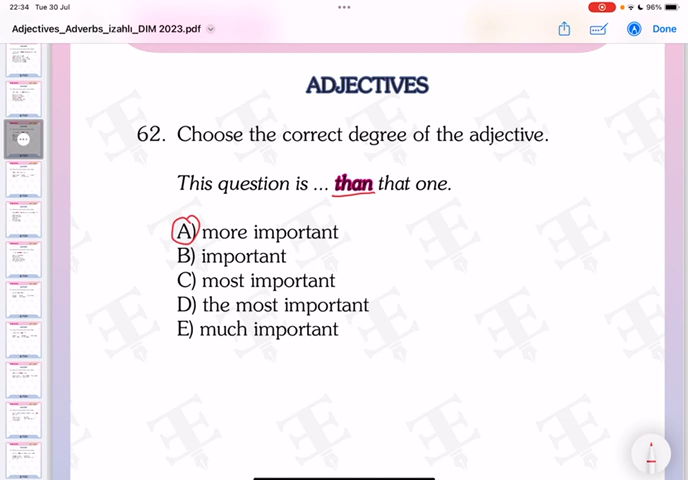 22:34 Tue 30 Jul
96%
Adjectives_Adverbs_izahlı_DIM 2023.pdf
Done
ADJECTIVES
62. Choose the correct degree of the adjective.
This question is ... than that one.
A) more important
B) important
C) most important
D) the most important
E) much important